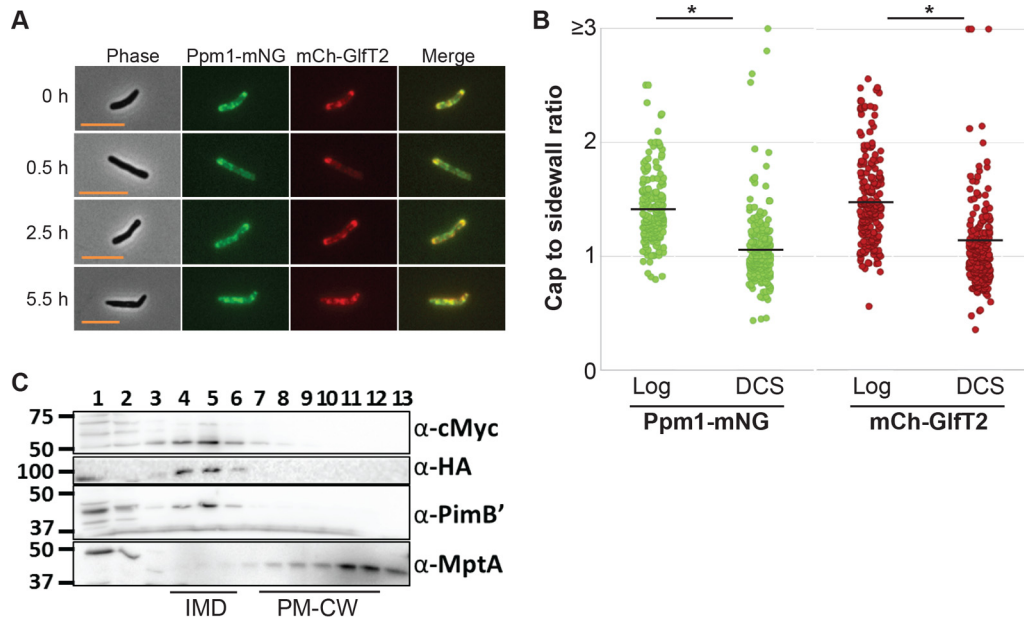 A
Phase Ppm1-mNG mCh-GlfT2 Merge
0 h
0.5 h
2.5 h
5.5 h
B
Cap to sidewall ratio
≥3
2
1
0
* *
Log DCS Log DCS
Ppm1-mNG mCh-GlfT2
C
1 2 3 4 5 6 7 8 9 10 11 12 13
75
50
α-cMyc
100
α-HA
50
37
α-PimB’
50
37
α-MptA
IMD PM-CW